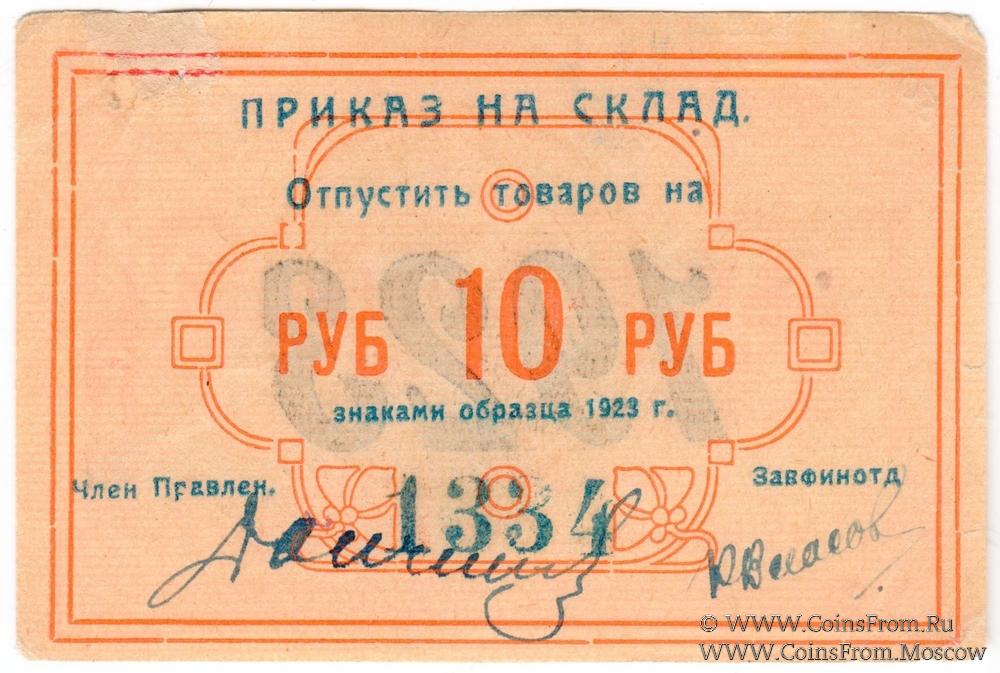 ПРИКАЗ НА СКЛАД.
Отпустить товаров на
РУБ 10 РУБ
знаками образца 1923 г.
Член Правлен. Завфинотд
1334
© WWW.CoinsFrom.Ru
WWW.CoinsFrom.Moscow